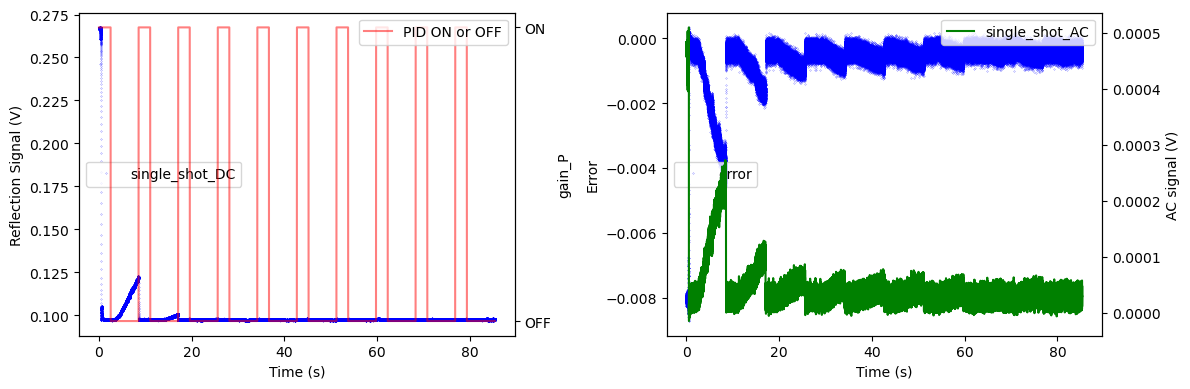 0.275
0.250
0.225
0.200
0.175
0.150
0.125
0.100
Reflection Signal (V)
0
20
40
60
80
Time (s)
PID ON or OFF
single_shot_DC
ON
OFF
gain_P
Error
0.000
−0.002
−0.004
−0.006
−0.008
0
20
40
60
80
Time (s)
single_shot_AC
0.0005
0.0004
0.0003
0.0002
0.0001
0.0000
AC signal (V)